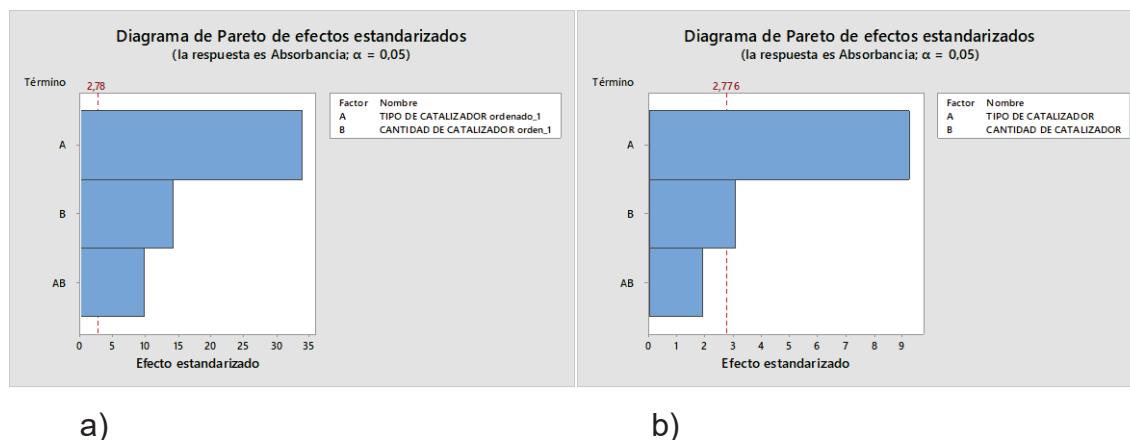 Diagrama de Pareto de efectos estandarizados
(la respuesta es Absorbancia; α = 0,05)
Término
2,78
Factor Nombre
A TIPO DE CATALIZADOR ordenado_1
B CANTIDAD DE CATALIZADOR orden_1
A
B
AB
0 5 10 15 20 25 30 35
Efecto estandarizado
a)
Diagrama de Pareto de efectos estandarizados
(la respuesta es Absorbancia; α = 0,05)
Término
2,776
Factor Nombre
A TIPO DE CATALIZADOR
B CANTIDAD DE CATALIZADOR
A
B
AB
0 1 2 3 4 5 6 7 8 9
Efecto estandarizado
b)